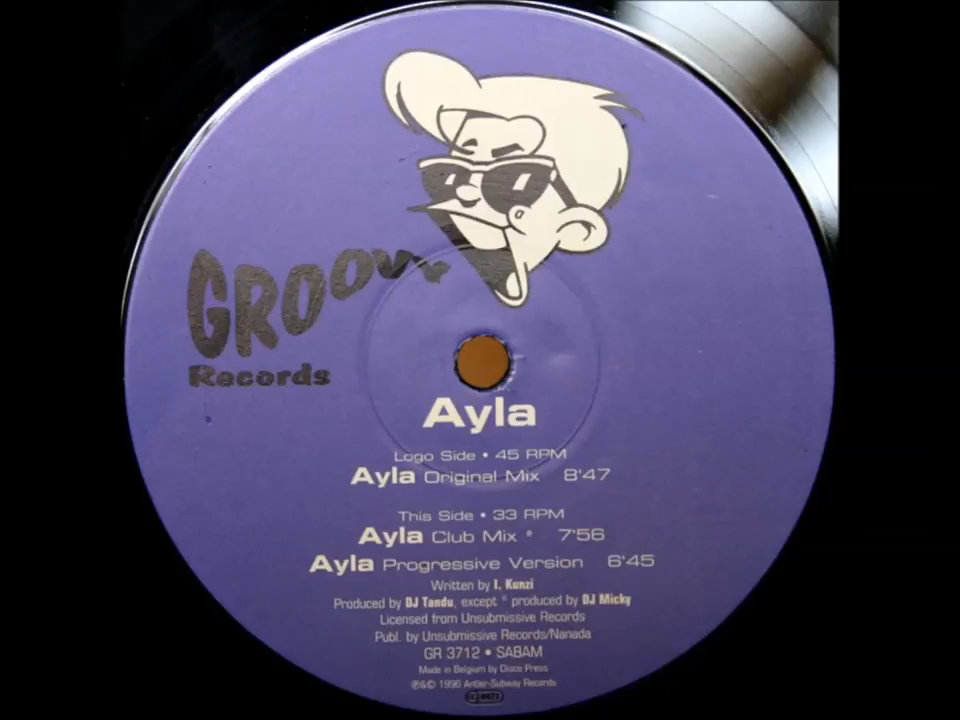 Groovy
Records
Ayla
Logo Side • 45 RPM
Ayla Original Mix 8'47
This Side • 33 RPM
Ayla Club Mix * 7'56
Ayla Progressive Version 6'45
Written by I. Kunzi
Produced by DJ Tandu, except * produced by DJ Micky
Licensed from Unsubmissive Records
Publ. by Unsubmissive Records/Nanada
GR 3712 • SABAM
Made in Belgium by Disco Press
℗&© 1996 Antler-Subway Records